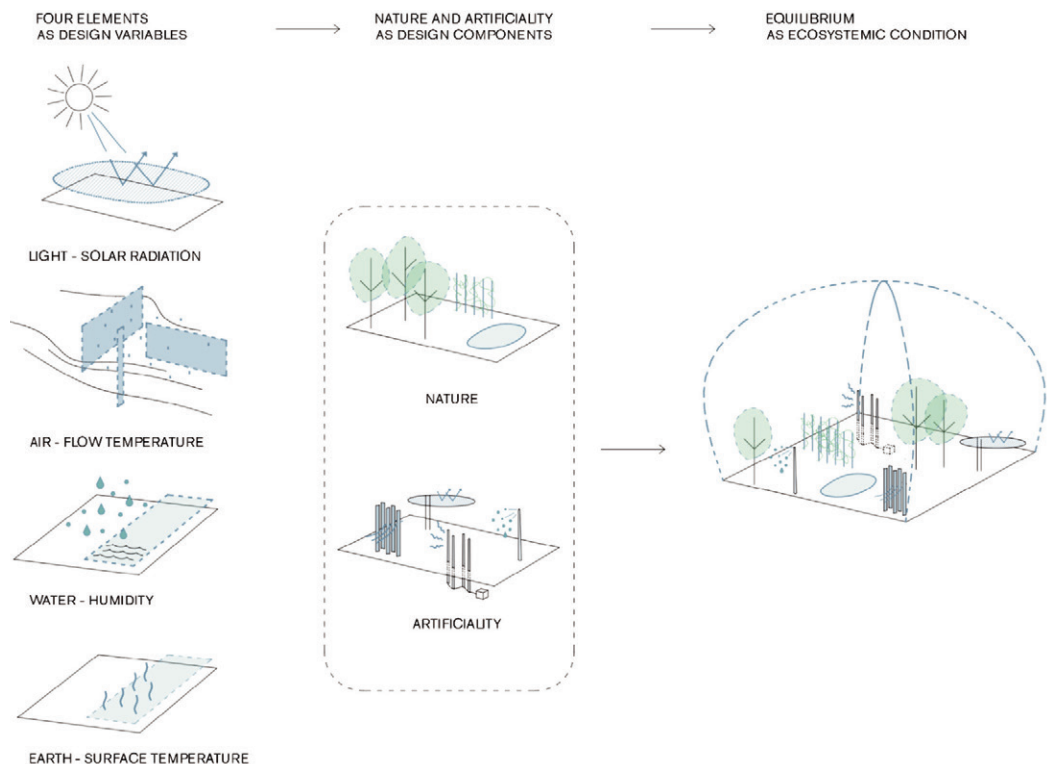 FOUR ELEMENTS
AS DESIGN VARIABLES
NATURE AND ARTIFICIALITY
AS DESIGN COMPONENTS
EQUILIBRIUM
AS ECOSYSTEMIC CONDITION
LIGHT - SOLAR RADIATION
AIR - FLOW TEMPERATURE
WATER - HUMIDITY
EARTH - SURFACE TEMPERATURE
NATURE
ARTIFICIALITY